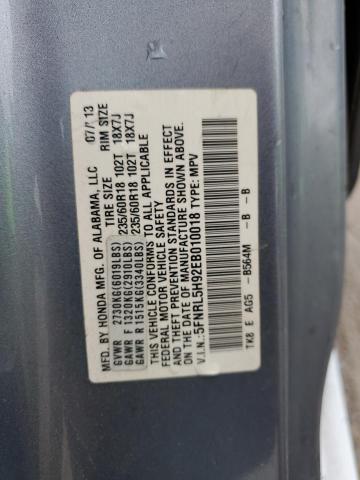 MFD. BY HONDA MFG. OF ALABAMA, LLC 07/'13
TIRE SIZE RIM SIZE
GVWR 2730KG(6019LBS)
GAWR F 1320KG(2910LBS) 235/60R18 102T 18X7J
GAWR R 1515KG(3340LBS) 235/60R18 102T 18X7J
THIS VEHICLE CONFORMS TO ALL APPLICABLE
FEDERAL MOTOR VEHICLE SAFETY
AND THEFT PREVENTION STANDARDS IN EFFECT
ON THE DATE OF MANUFACTURE SHOWN ABOVE.
V.I.N.: 5FNRL5H92EB010018 TYPE: MPV
TK8 E AG5 - B564M - B - B